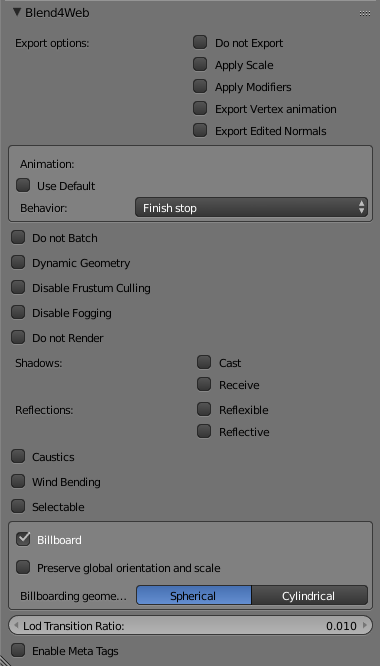 Blend4Web
Export options: Do not Export
Apply Scale
Apply Modifiers
Export Vertex animation
Export Edited Normals
Animation:
Use Default
Behavior: Finish stop
Do not Batch
Dynamic Geometry
Disable Frustum Culling
Disable Fogging
Do not Render
Shadows: Cast
Receive
Reflections: Reflexible
Reflective
Caustics
Wind Bending
Selectable
Billboard
Preserve global orientation and scale
Billboarding geome... Spherical Cylindrical
Lod Transition Ratio: 0.010
Enable Meta Tags